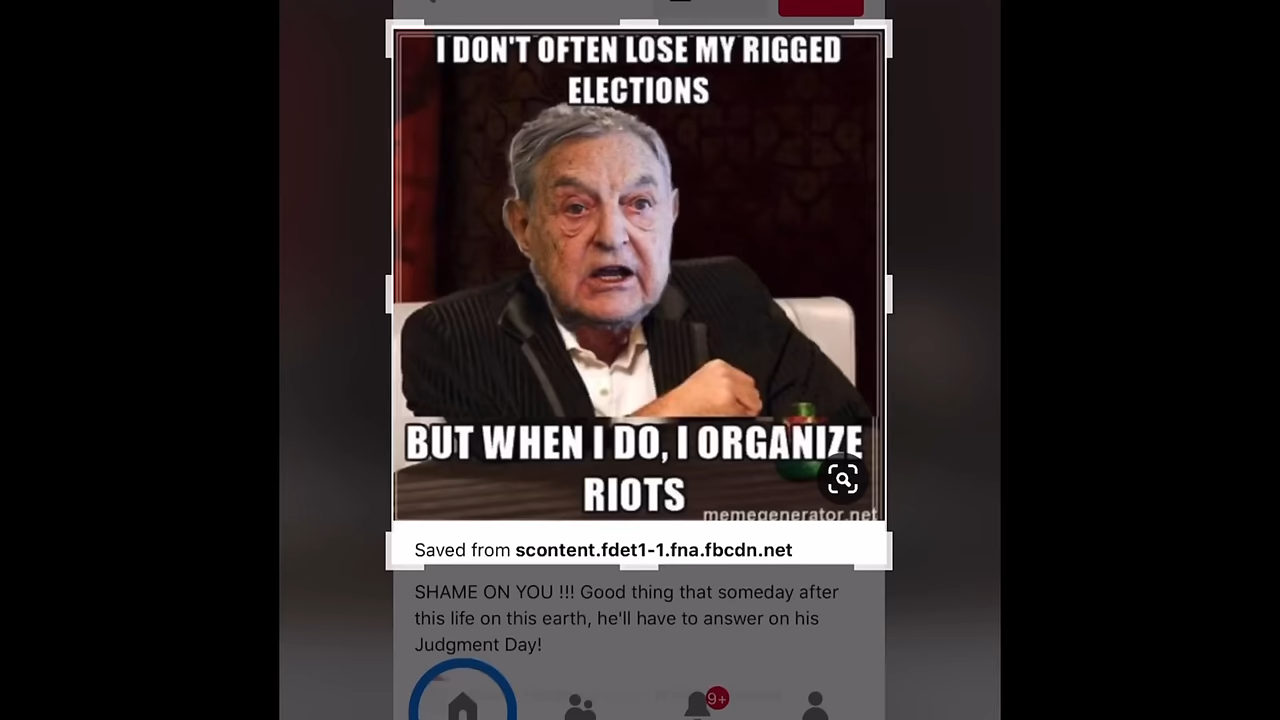 I DON'T OFTEN LOSE MY RIGGED
ELECTIONS
BUT WHEN I DO, I ORGANIZE
RIOTS
memegenerator.net
Saved from scontent.fdet1-1.fna.fbcdn.net
SHAME ON YOU !!! Good thing that someday after
this life on this earth, he'll have to answer on his
Judgment Day!
9+